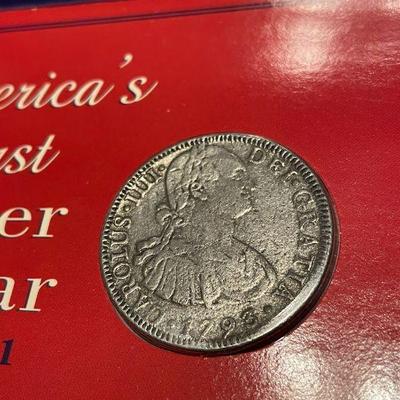 erica's
st
er
ar
1
CAROLUS · IIII · DEI · GRATIA ·
· 1793 ·